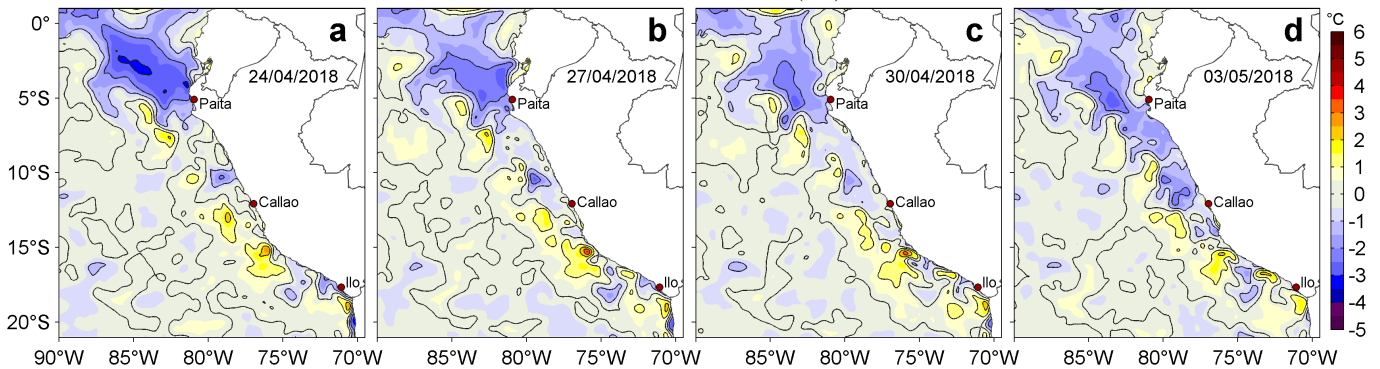 a
24/04/2018
Paita
Callao
Ilo
0°
5°S
10°S
15°S
20°S
90°W
85°W
80°W
75°W
70°W
b
27/04/2018
Paita
Callao
Ilo
85°W
80°W
75°W
70°W
c
30/04/2018
Paita
Callao
Ilo
85°W
80°W
75°W
70°W
d
03/05/2018
Paita
Callao
Ilo
85°W
80°W
75°W
70°W
°C
6
5
4
3
2
1
0
-1
-2
-3
-4
-5